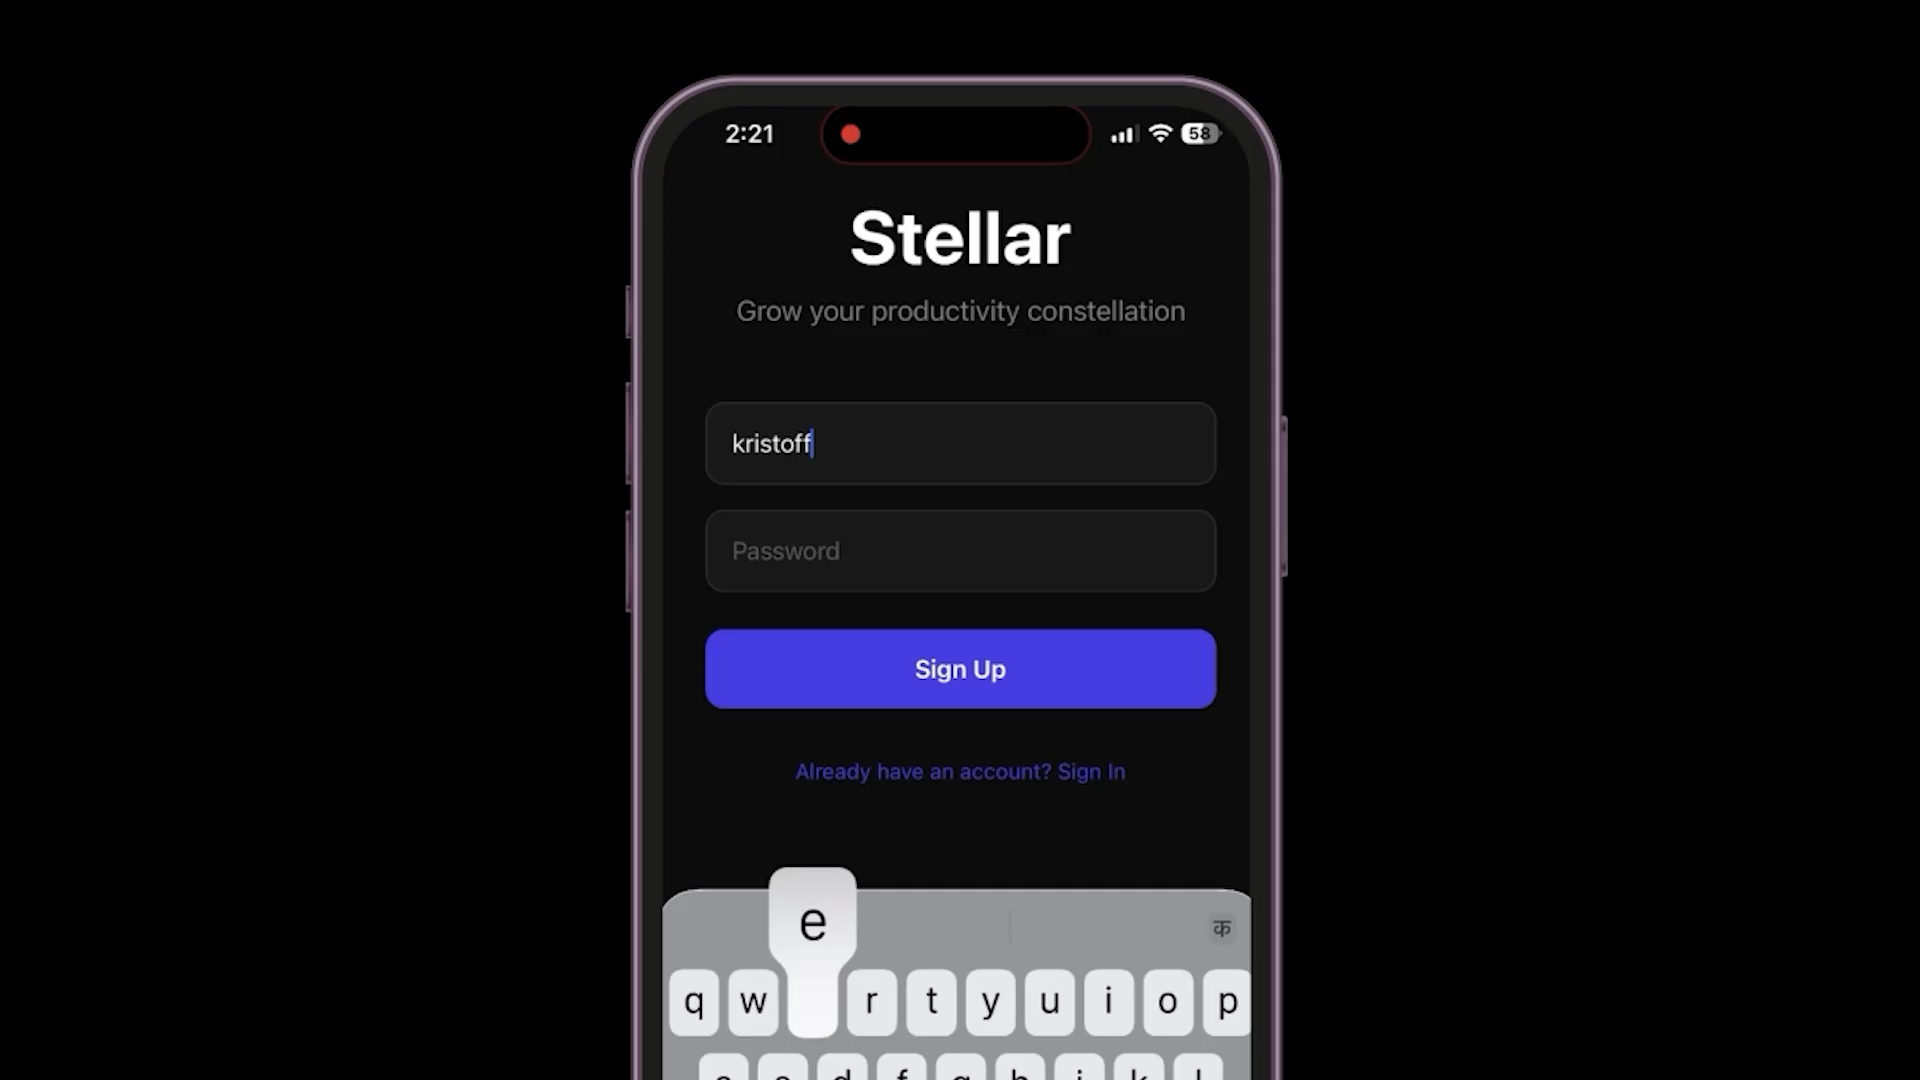 2:21
58
Stellar
Grow your productivity constellation
kristoff
Password
Sign Up
Already have an account? Sign In
e
क
q w r t y u i o p